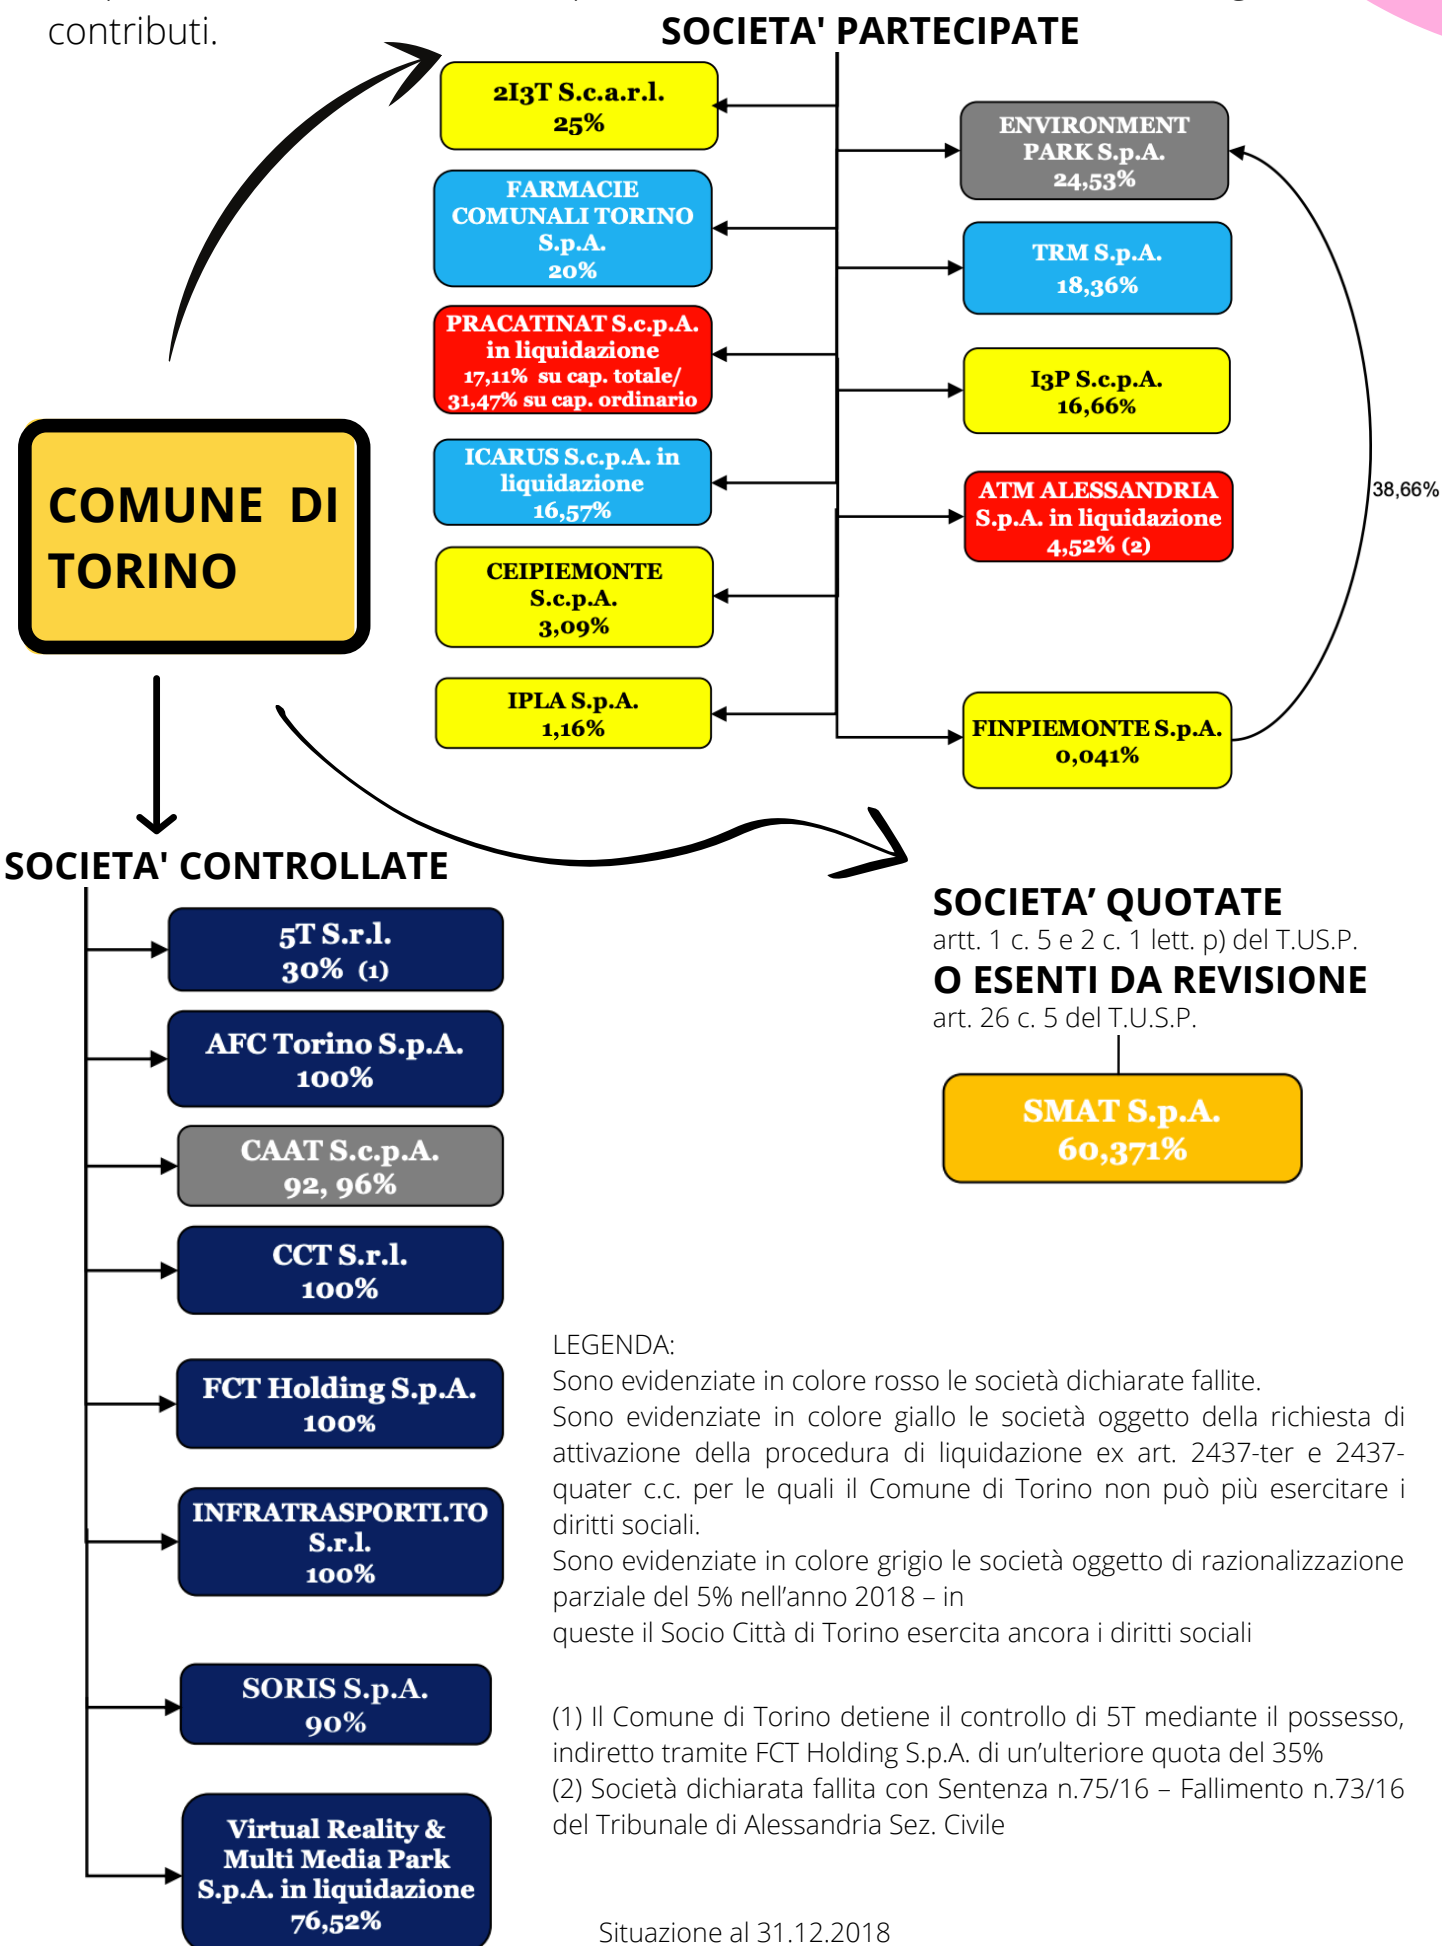 contributi.
SOCIETA' PARTECIPATE
2I3T S.c.a.r.l.
25%
ENVIRONMENT
PARK S.p.A.
24,53%
FARMACIE
COMUNALI TORINO
S.p.A.
20%
TRM S.p.A.
18,36%
PRACATINAT S.c.p.A.
in liquidazione
17,11% su cap. totale/
31,47% su cap. ordinario
I3P S.c.p.A.
16,66%
ICARUS S.c.p.A. in
liquidazione
16,57%
ATM ALESSANDRIA
S.p.A. in liquidazione
4,52% (2)
38,66%
CEIPIEMONTE
S.c.p.A.
3,09%
IPLA S.p.A.
1,16%
FINPIEMONTE S.p.A.
0,041%
COMUNE DI
TORINO
SOCIETA' CONTROLLATE
5T S.r.l.
30% (1)
AFC Torino S.p.A.
100%
CAAT S.c.p.A.
92, 96%
CCT S.r.l.
100%
FCT Holding S.p.A.
100%
INFRATRASPORTI.TO
S.r.l.
100%
SORIS S.p.A.
90%
Virtual Reality &
Multi Media Park
S.p.A. in liquidazione
76,52%
SOCIETA’ QUOTATE
artt. 1 c. 5 e 2 c. 1 lett. p) del T.US.P.
O ESENTI DA REVISIONE
art. 26 c. 5 del T.U.S.P.
SMAT S.p.A.
60,371%
LEGENDA:
Sono evidenziate in colore rosso le società dichiarate fallite.
Sono evidenziate in colore giallo le società oggetto della richiesta di
attivazione della procedura di liquidazione ex art. 2437-ter e 2437-
quater c.c. per le quali il Comune di Torino non può più esercitare i
diritti sociali.
Sono evidenziate in colore grigio le società oggetto di razionalizzazione
parziale del 5% nell’anno 2018 – in
queste il Socio Città di Torino esercita ancora i diritti sociali
(1) Il Comune di Torino detiene il controllo di 5T mediante il possesso,
indiretto tramite FCT Holding S.p.A. di un’ulteriore quota del 35%
(2) Società dichiarata fallita con Sentenza n.75/16 – Fallimento n.73/16
del Tribunale di Alessandria Sez. Civile
Situazione al 31.12.2018